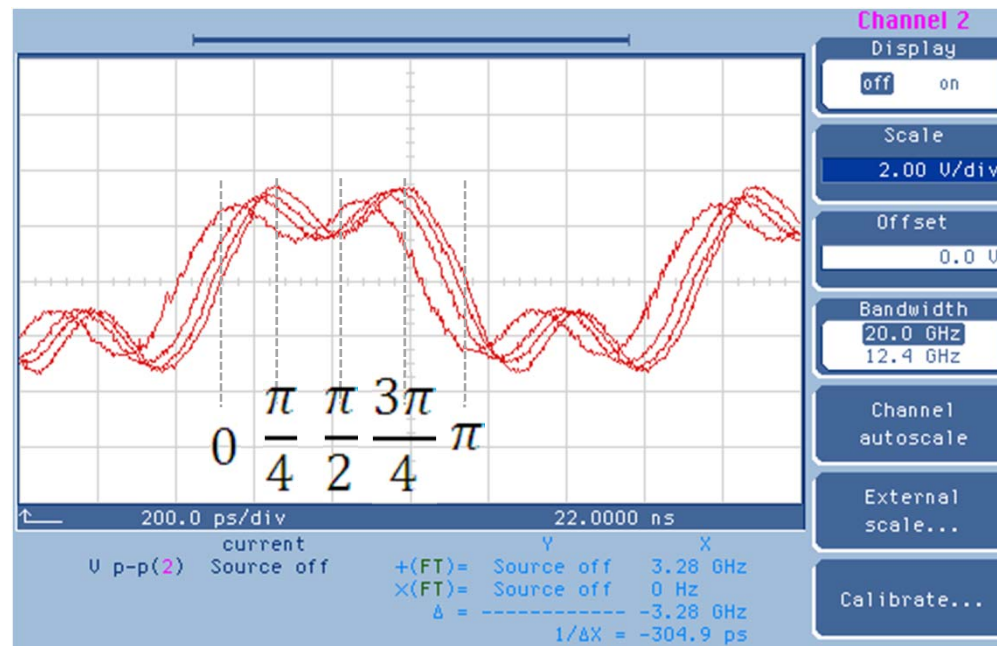 Channel 2
Display
off on
Scale
2.00 V/div
Offset
0.0 V
Bandwidth
20.0 GHz
12.4 GHz
Channel
autoscale
External
scale...
Calibrate...
0 π/4 π/2 3π/4 π
200.0 ps/div 22.0000 ns
current Y X
V p-p(2) Source off +(FT)= Source off 3.28 GHz
×(FT)= Source off 0 Hz
Δ = ------------ -3.28 GHz
1/ΔX = -304.9 ps